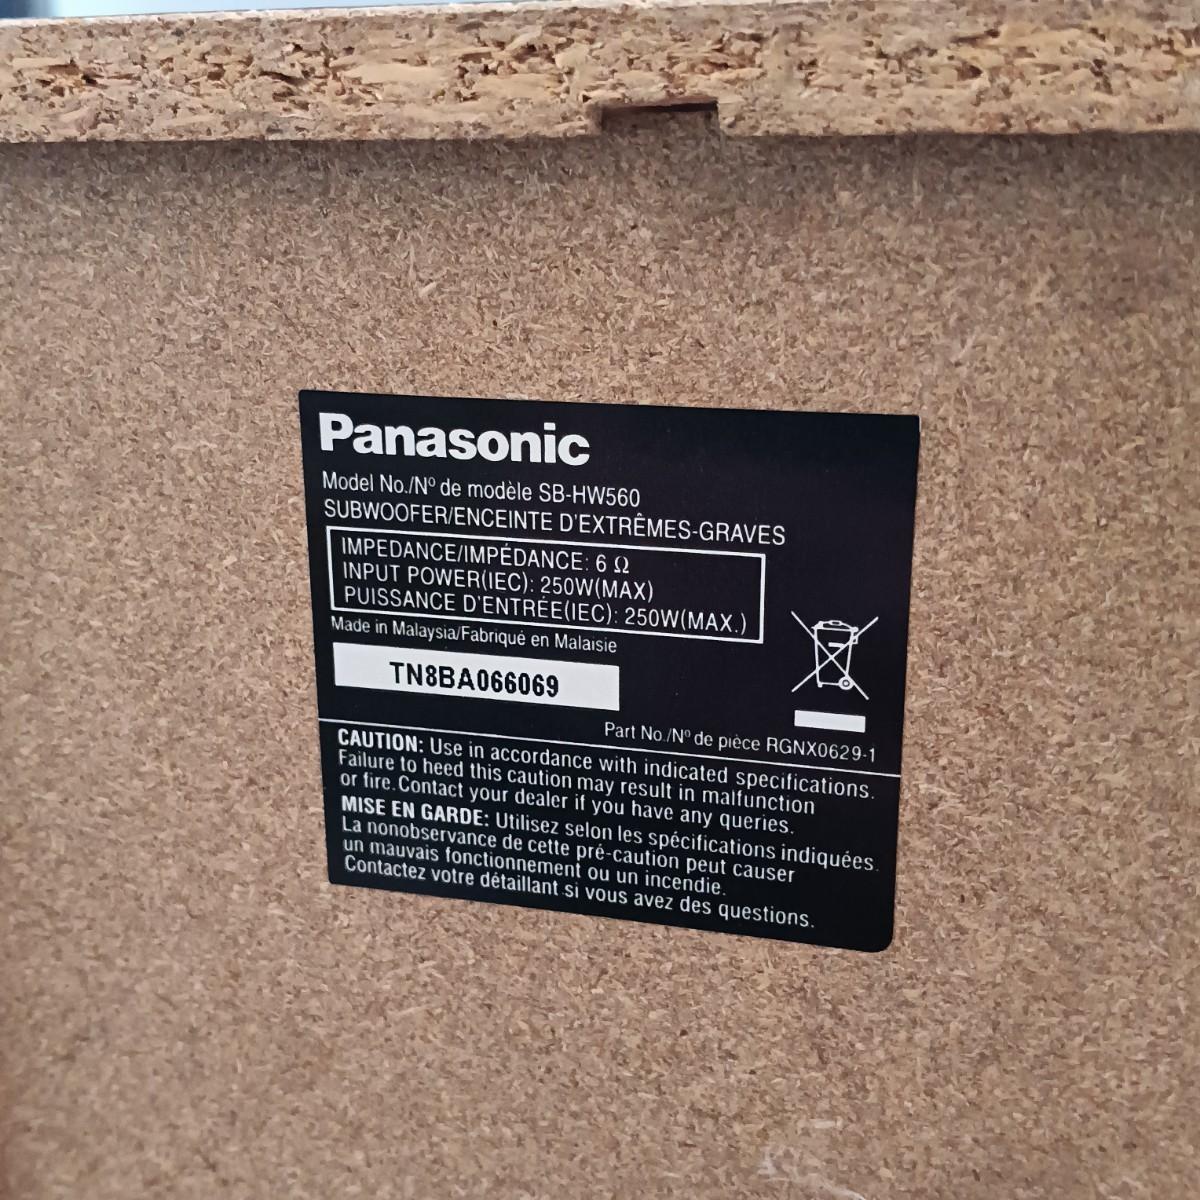 Panasonic
Model No./Nº de modèle SB-HW560
SUBWOOFER/ENCEINTE D'EXTRÊMES-GRAVES
IMPEDANCE/IMPÉDANCE: 6 Ω
INPUT POWER(IEC): 250W(MAX)
PUISSANCE D'ENTRÉE(IEC): 250W(MAX.)
Made in Malaysia/Fabriqué en Malaisie
TN8BA066069
Part No./Nº de pièce RGNX0629-1
CAUTION: Use in accordance with indicated specifications.
Failure to heed this caution may result in malfunction
or fire. Contact your dealer if you have any queries.
MISE EN GARDE: Utilisez selon les spécifications indiquées.
La nonobservance de cette pré-caution peut causer
un mauvais fonctionnement ou un incendie.
Contactez votre détaillant si vous avez des questions.